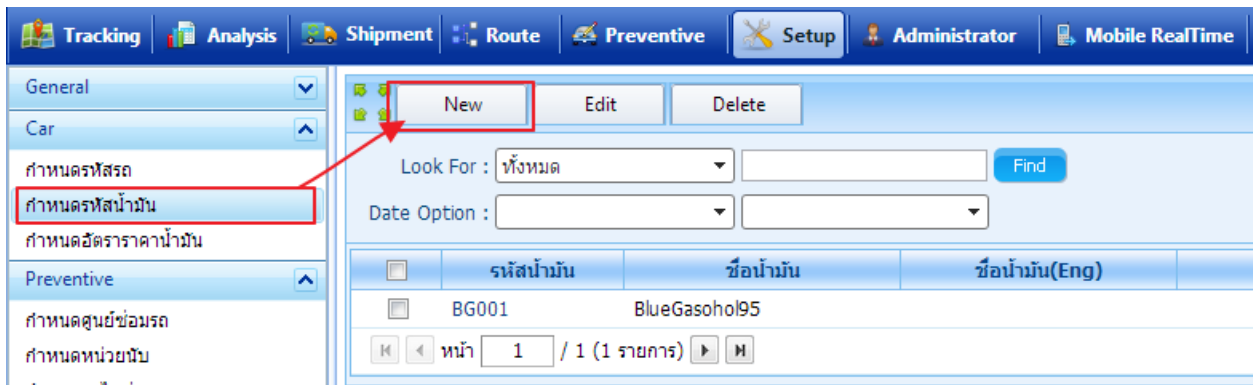 Tracking Analysis Shipment Route Preventive Setup Administrator Mobile RealTime
General
Car
กำหนดรหัสรถ
กำหนดรหัสน้ำมัน
กำหนดอัตราราคาน้ำมัน
Preventive
กำหนดศูนย์ซ่อมรถ
กำหนดหน่วยนับ
New Edit Delete
Look For : ทั้งหมด Find
Date Option :
รหัสน้ำมัน ชื่อน้ำมัน ชื่อน้ำมัน(Eng)
BG001 BlueGasohol95
หน้า 1 / 1 (1 รายการ)